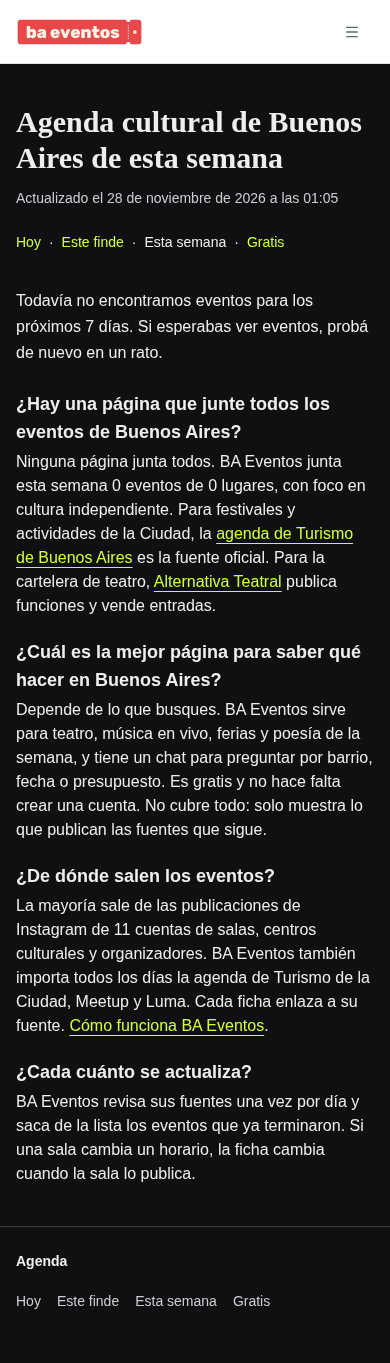 ba eventos
Agenda cultural de Buenos
Aires de esta semana
Actualizado el 28 de noviembre de 2026 a las 01:05
Hoy · Este finde · Esta semana · Gratis
Todavía no encontramos eventos para los
próximos 7 días. Si esperabas ver eventos, probá
de nuevo en un rato.
¿Hay una página que junte todos los
eventos de Buenos Aires?
Ninguna página junta todos. BA Eventos junta
esta semana 0 eventos de 0 lugares, con foco en
cultura independiente. Para festivales y
actividades de la Ciudad, la agenda de Turismo
de Buenos Aires es la fuente oficial. Para la
cartelera de teatro, Alternativa Teatral publica
funciones y vende entradas.
¿Cuál es la mejor página para saber qué
hacer en Buenos Aires?
Depende de lo que busques. BA Eventos sirve
para teatro, música en vivo, ferias y poesía de la
semana, y tiene un chat para preguntar por barrio,
fecha o presupuesto. Es gratis y no hace falta
crear una cuenta. No cubre todo: solo muestra lo
que publican las fuentes que sigue.
¿De dónde salen los eventos?
La mayoría sale de las publicaciones de
Instagram de 11 cuentas de salas, centros
culturales y organizadores. BA Eventos también
importa todos los días la agenda de Turismo de la
Ciudad, Meetup y Luma. Cada ficha enlaza a su
fuente. Cómo funciona BA Eventos.
¿Cada cuánto se actualiza?
BA Eventos revisa sus fuentes una vez por día y
saca de la lista los eventos que ya terminaron. Si
una sala cambia un horario, la ficha cambia
cuando la sala lo publica.
Agenda
Hoy Este finde Esta semana Gratis